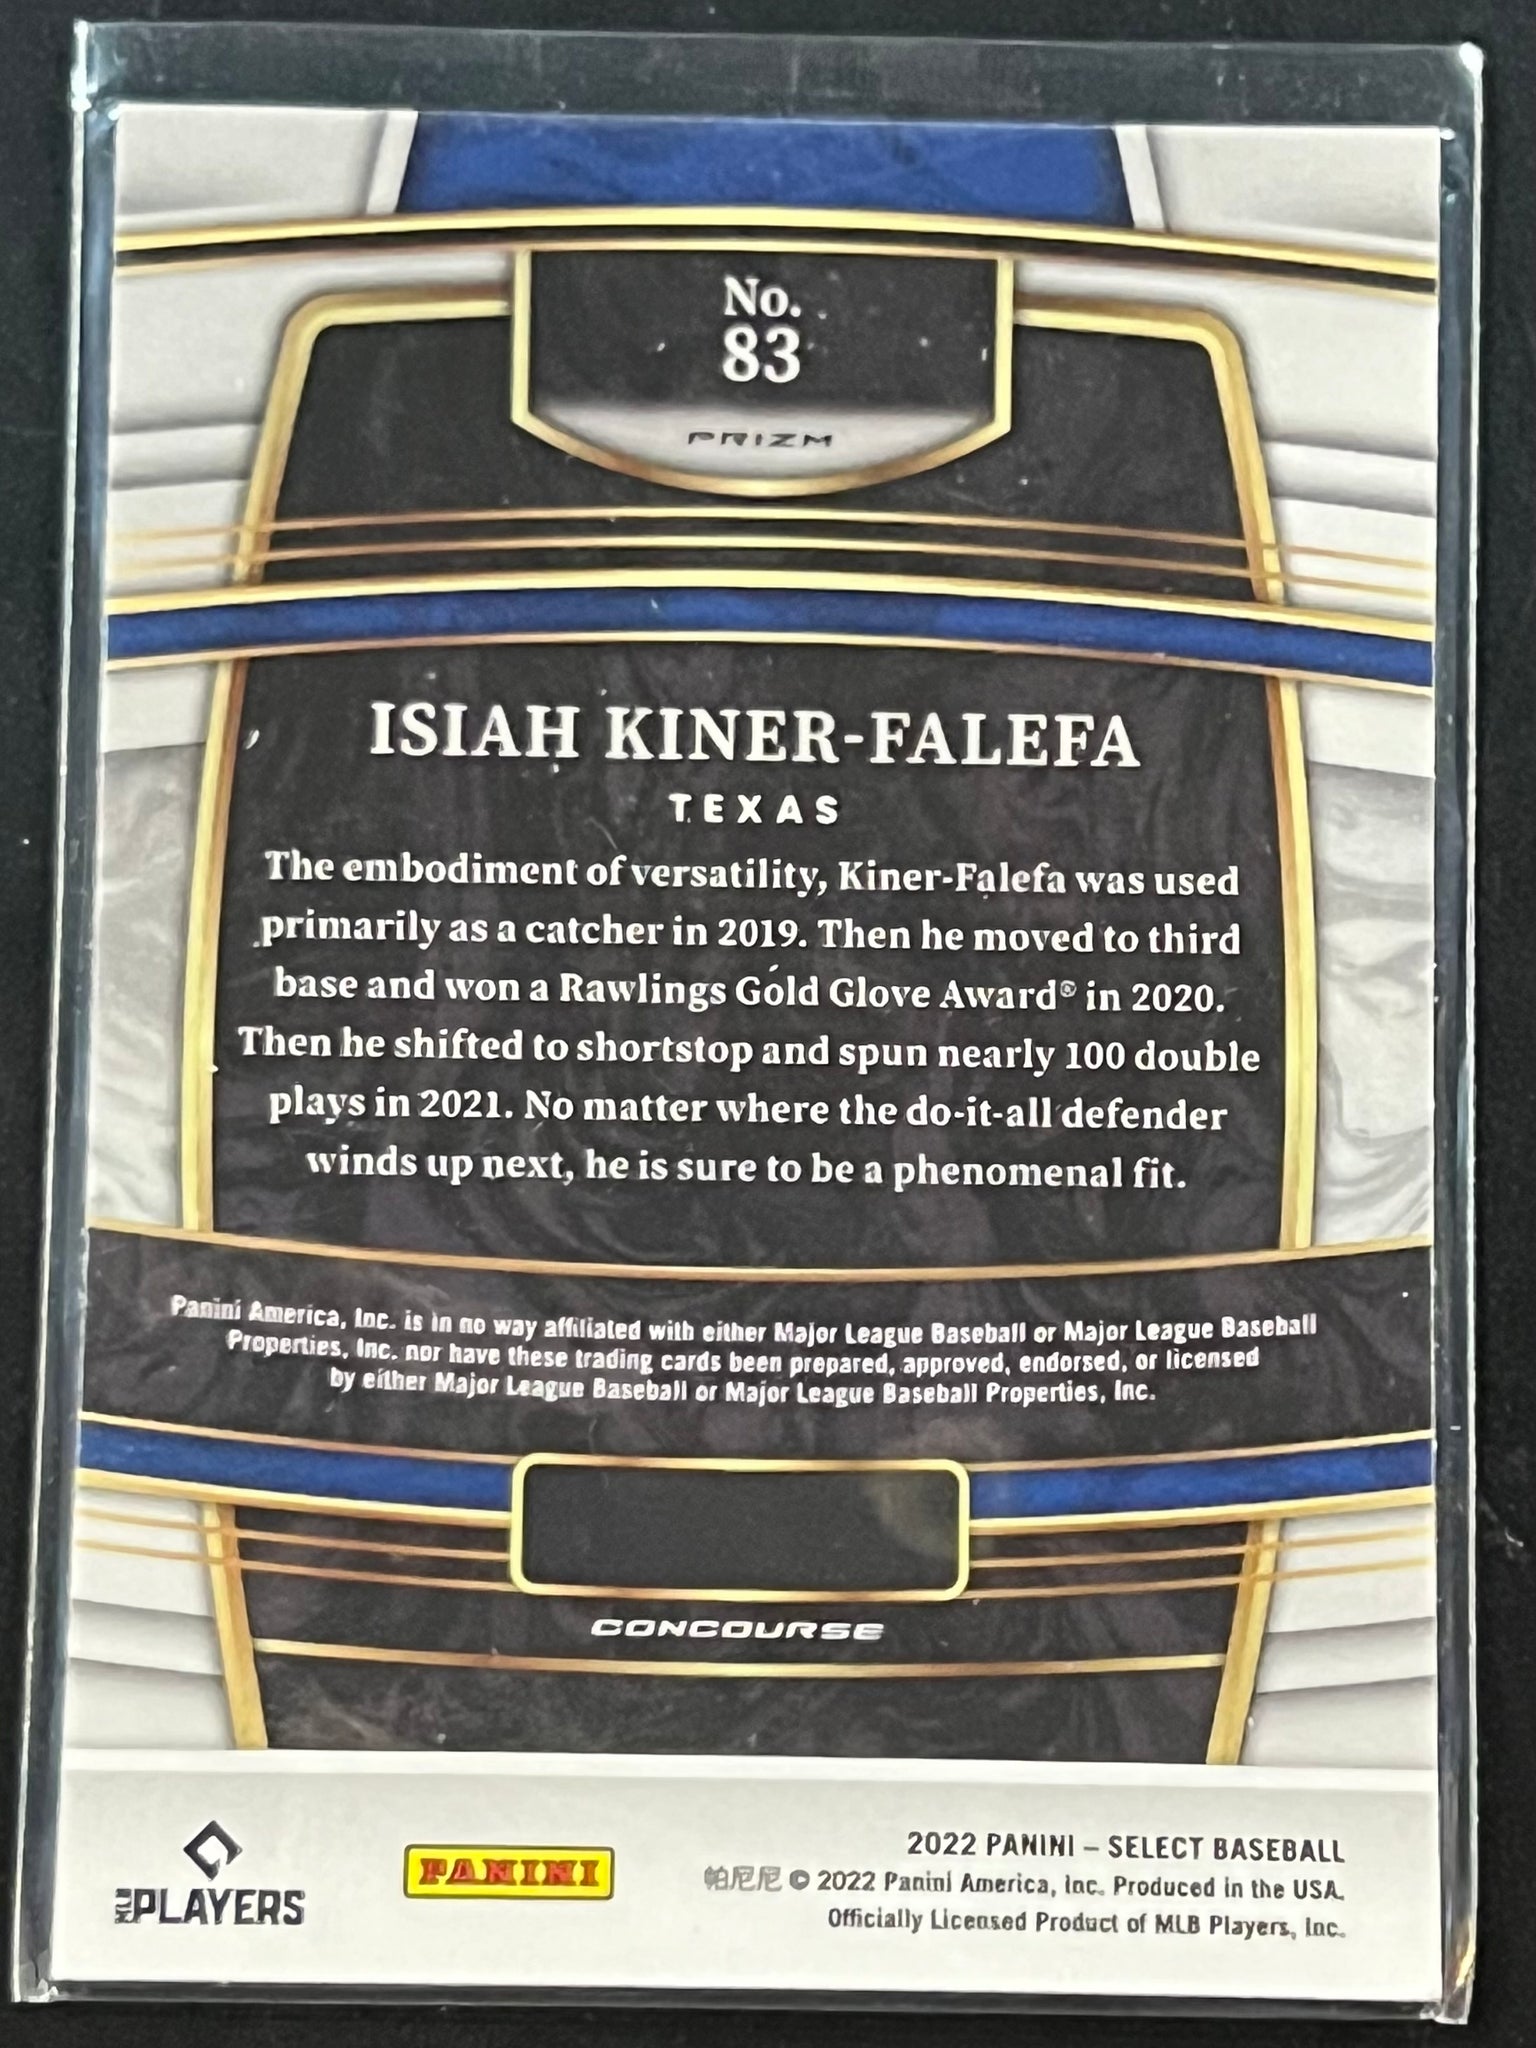 No.
83
PRIZM
ISIAH KINER-FALEFA
TEXAS
The embodiment of versatility, Kiner-Falefa was used
primarily as a catcher in 2019. Then he moved to third
base and won a Rawlings Gold Glove Award® in 2020.
Then he shifted to shortstop and spun nearly 100 double
plays in 2021. No matter where the do-it-all defender
winds up next, he is sure to be a phenomenal fit.
Panini America, Inc. is in no way affiliated with either Major League Baseball or Major League Baseball
Properties, Inc. nor have these trading cards been prepared, approved, endorsed, or licensed
by either Major League Baseball or Major League Baseball Properties, Inc.
CONCOURSE
MLB PLAYERS
PANINI
2022 PANINI – SELECT BASEBALL
帕尼尼 © 2022 Panini America, Inc. Produced in the USA.
Officially Licensed Product of MLB Players, Inc.